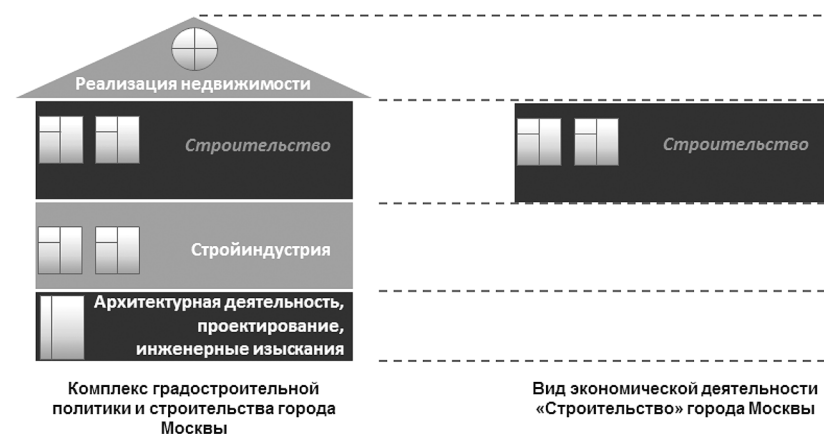 Реализация недвижимости
Строительство
Строительство
Стройиндустрия
Архитектурная деятельность,
проектирование,
инженерные изыскания
Комплекс градостроительной
политики и строительства города
Москвы
Вид экономической деятельности
«Строительство» города Москвы